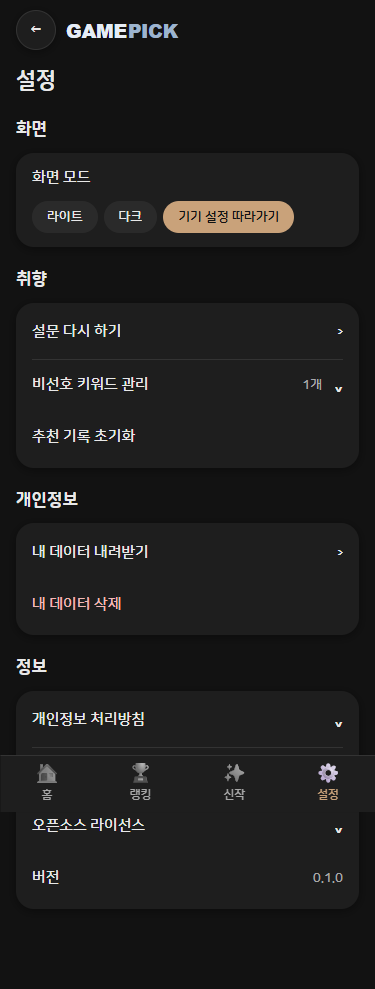 ←
GAMEPICK
설정
화면
화면 모드
라이트 다크 기기 설정 따라가기
취향
설문 다시 하기 ›
비선호 키워드 관리 1개
추천 기록 초기화
개인정보
내 데이터 내려받기 ›
내 데이터 삭제
정보
개인정보 처리방침
홈 랭킹 신작 설정
오픈소스 라이선스
버전 0.1.0